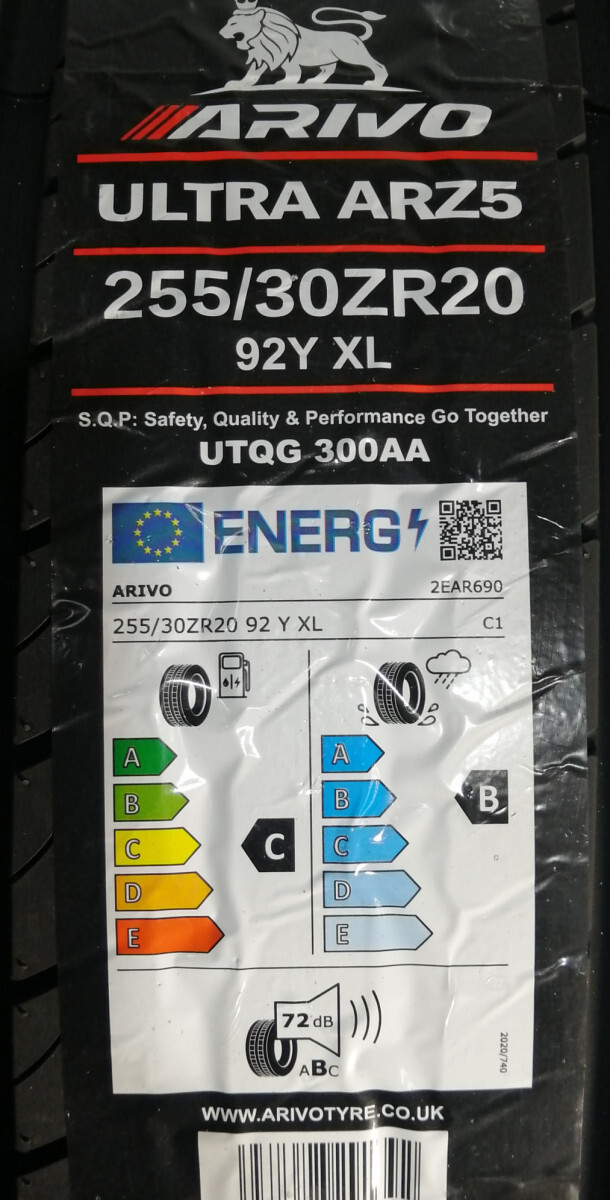 ARIVO
ULTRA ARZ5
255/30ZR20
92Y XL
S.Q.P: Safety, Quality & Performance Go Together
UTQG 300AA
ENERG
ARIVO 2EAR690
255/30ZR20 92 Y XL C1
A A
B B B
C C C
D D
E E
72 dB
ABC
2020/740
WWW.ARIVOTYRE.CO.UK